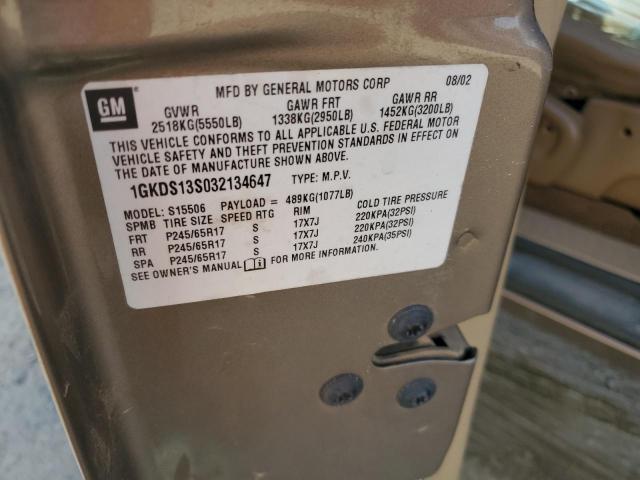 MFD BY GENERAL MOTORS CORP 08/02
GM
GVWR GAWR FRT GAWR RR
2518KG(5550LB) 1338KG(2950LB) 1452KG(3200LB)
THIS VEHICLE CONFORMS TO ALL APPLICABLE U.S. FEDERAL MOTOR
VEHICLE SAFETY AND THEFT PREVENTION STANDARDS IN EFFECT ON
THE DATE OF MANUFACTURE SHOWN ABOVE.
1GKDS13S032134647 TYPE: M.P.V.
MODEL: S15506 PAYLOAD = 489KG(1077LB)
SPMB TIRE SIZE SPEED RTG RIM COLD TIRE PRESSURE
FRT P245/65R17 S 17X7J 220KPA(32PSI)
RR P245/65R17 S 17X7J 220KPA(32PSI)
SPA P245/65R17 S 17X7J 240KPA(35PSI)
SEE OWNER'S MANUAL FOR MORE INFORMATION.